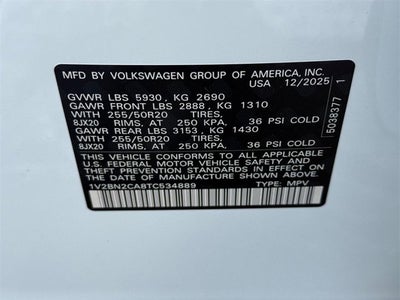 MFD. BY VOLKSWAGEN GROUP OF AMERICA, INC.
USA 12/2025
GVWR LBS 5930, KG 2690
GAWR FRONT LBS 2888, KG 1310
WITH 255/50R20 TIRES,
8JX20 RIMS, AT 250 KPA, 36 PSI COLD
GAWR REAR LBS 3153, KG 1430
WITH 255/50R20 TIRES,
8JX20 RIMS, AT 250 KPA, 36 PSI COLD
THIS VEHICLE CONFORMS TO ALL APPLICABLE
U.S. FEDERAL MOTOR VEHICLE SAFETY AND
THEFT PREVENTION STANDARDS IN EFFECT ON
THE DATE OF MANUFACTURE SHOWN ABOVE.
1V2BN2CA8TC534889 TYPE: MPV
5038377 1